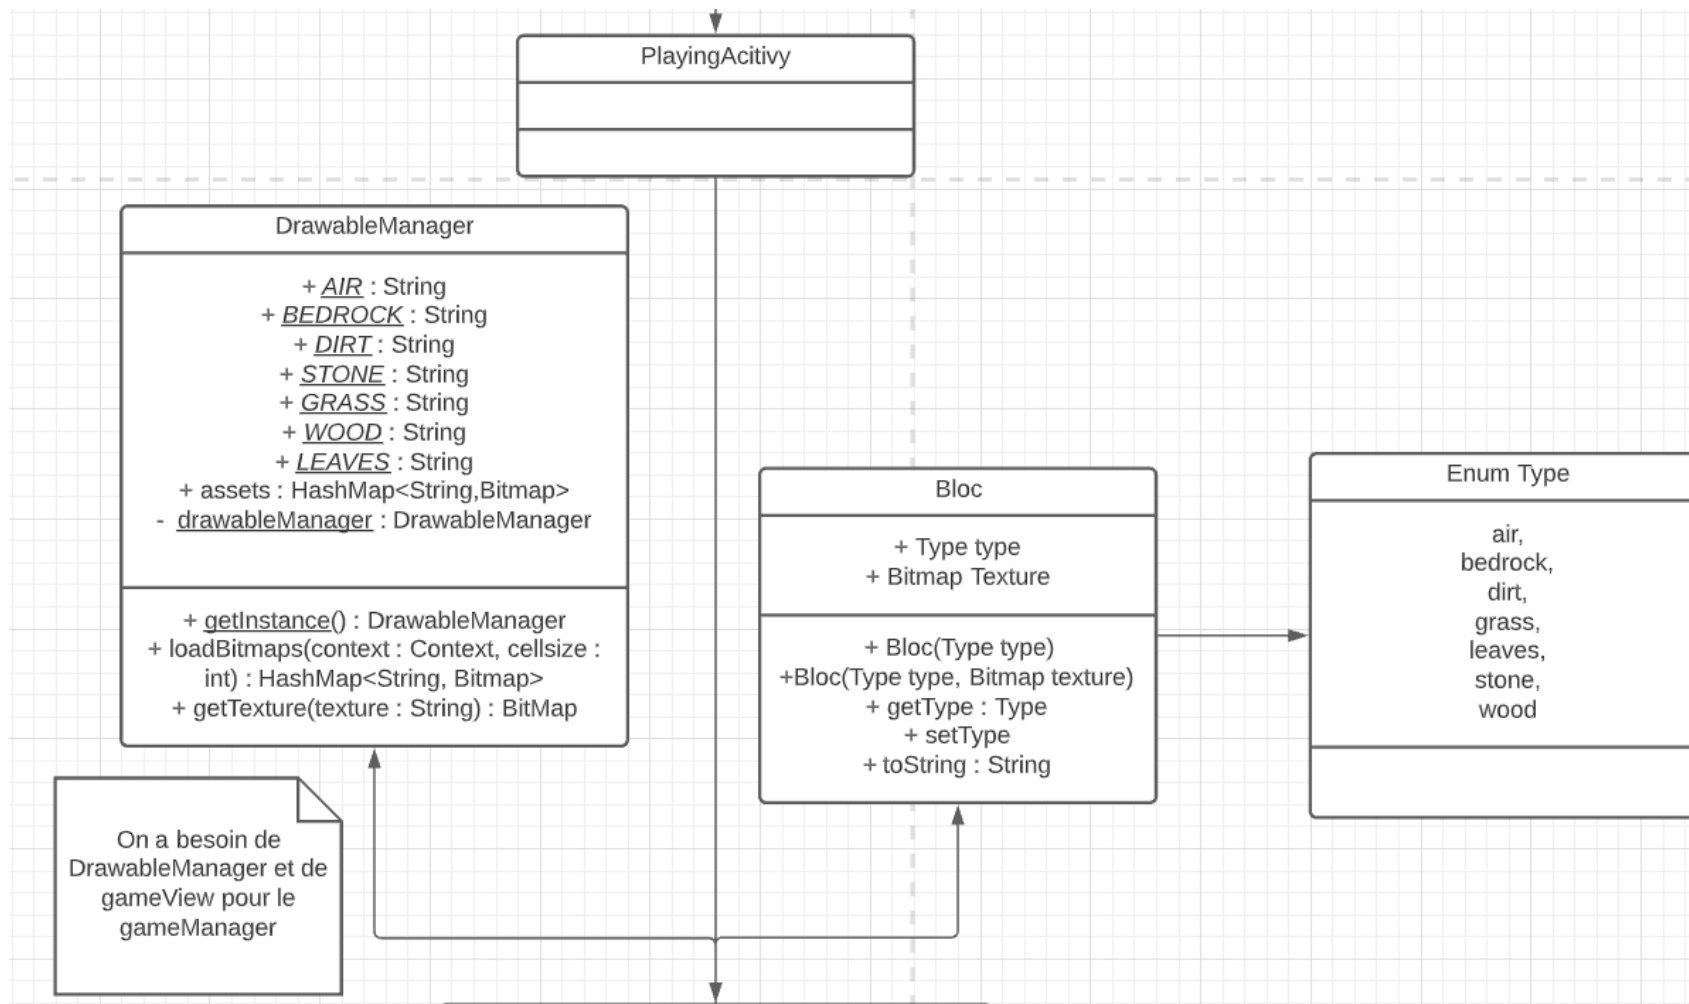 PlayingAcitivy
DrawableManager
+ AIR : String
+ BEDROCK : String
+ DIRT : String
+ STONE : String
+ GRASS : String
+ WOOD : String
+ LEAVES : String
+ assets : HashMap<String,Bitmap>
- drawableManager : DrawableManager
+ getInstance() : DrawableManager
+ loadBitmaps(context : Context, cellsize :
int) : HashMap<String, Bitmap>
+ getTexture(texture : String) : BitMap
Bloc
+ Type type
+ Bitmap Texture
+ Bloc(Type type)
+Bloc(Type type, Bitmap texture)
+ getType : Type
+ setType
+ toString : String
Enum Type
air,
bedrock,
dirt,
grass,
leaves,
stone,
wood
On a besoin de
DrawableManager et de
gameView pour le
gameManager